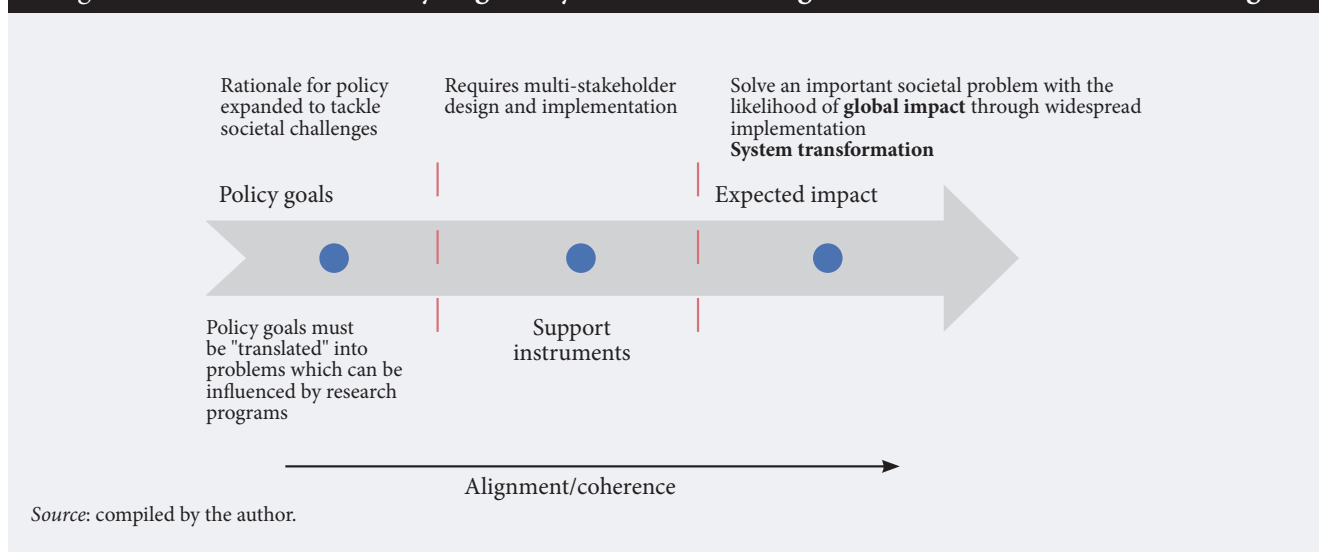 Rationale for policy
expanded to tackle
societal challenges
Requires multi-stakeholder
design and implementation
Solve an important societal problem with the
likelihood of global impact through widespread
implementation
System transformation
Policy goals
Expected impact
Policy goals must
be "translated" into
problems which can be
influenced by research
programs
Support
instruments
Alignment/coherence
Source: compiled by the author.